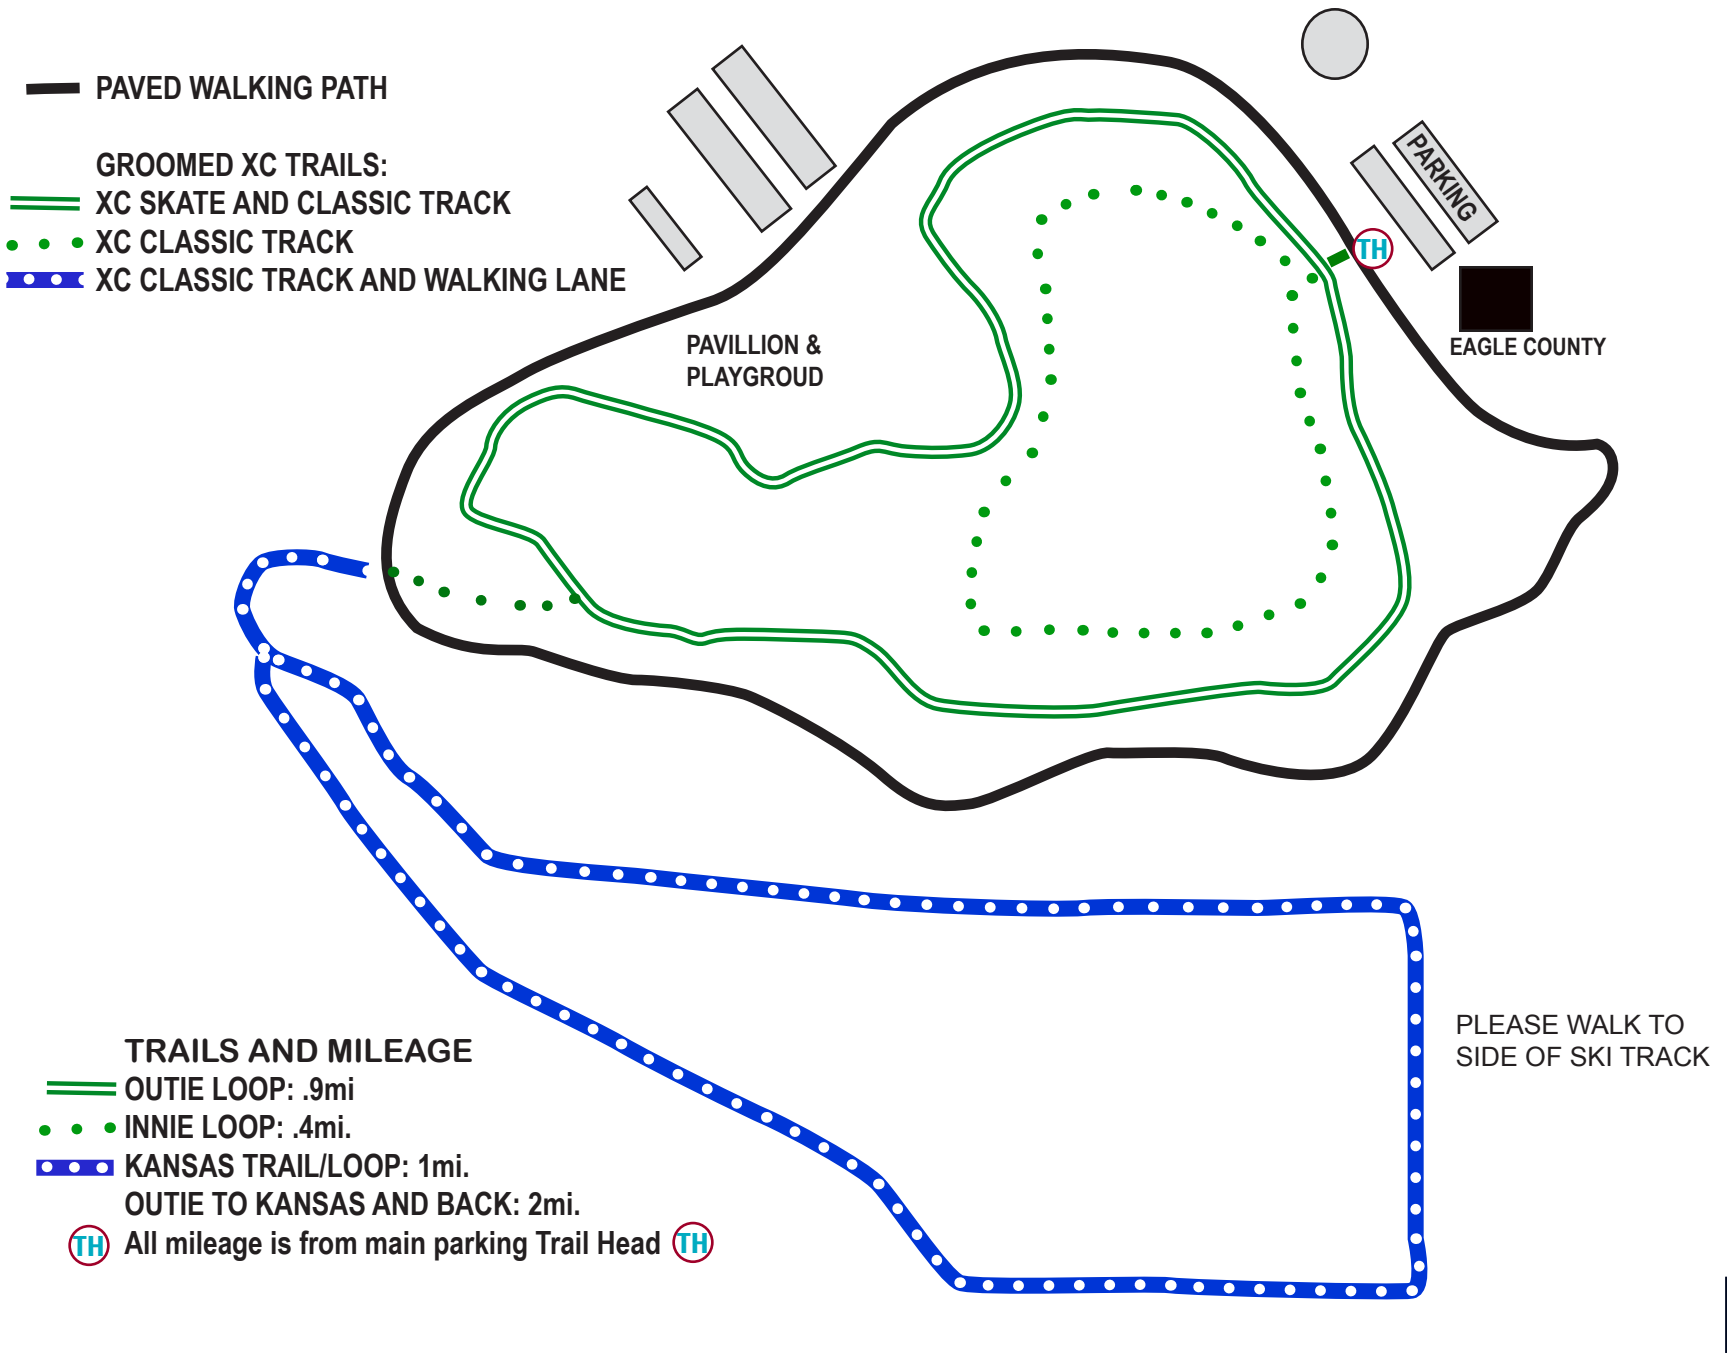 PAVED WALKING PATH
GROOMED XC TRAILS:
XC SKATE AND CLASSIC TRACK
XC CLASSIC TRACK
XC CLASSIC TRACK AND WALKING LANE
PARKING
TH
EAGLE COUNTY
PAVILLION &
PLAYGROUD
PLEASE WALK TO
SIDE OF SKI TRACK
TRAILS AND MILEAGE
OUTIE LOOP: .9mi
INNIE LOOP: .4mi.
KANSAS TRAIL/LOOP: 1mi.
OUTIE TO KANSAS AND BACK: 2mi.
TH All mileage is from main parking Trail Head TH